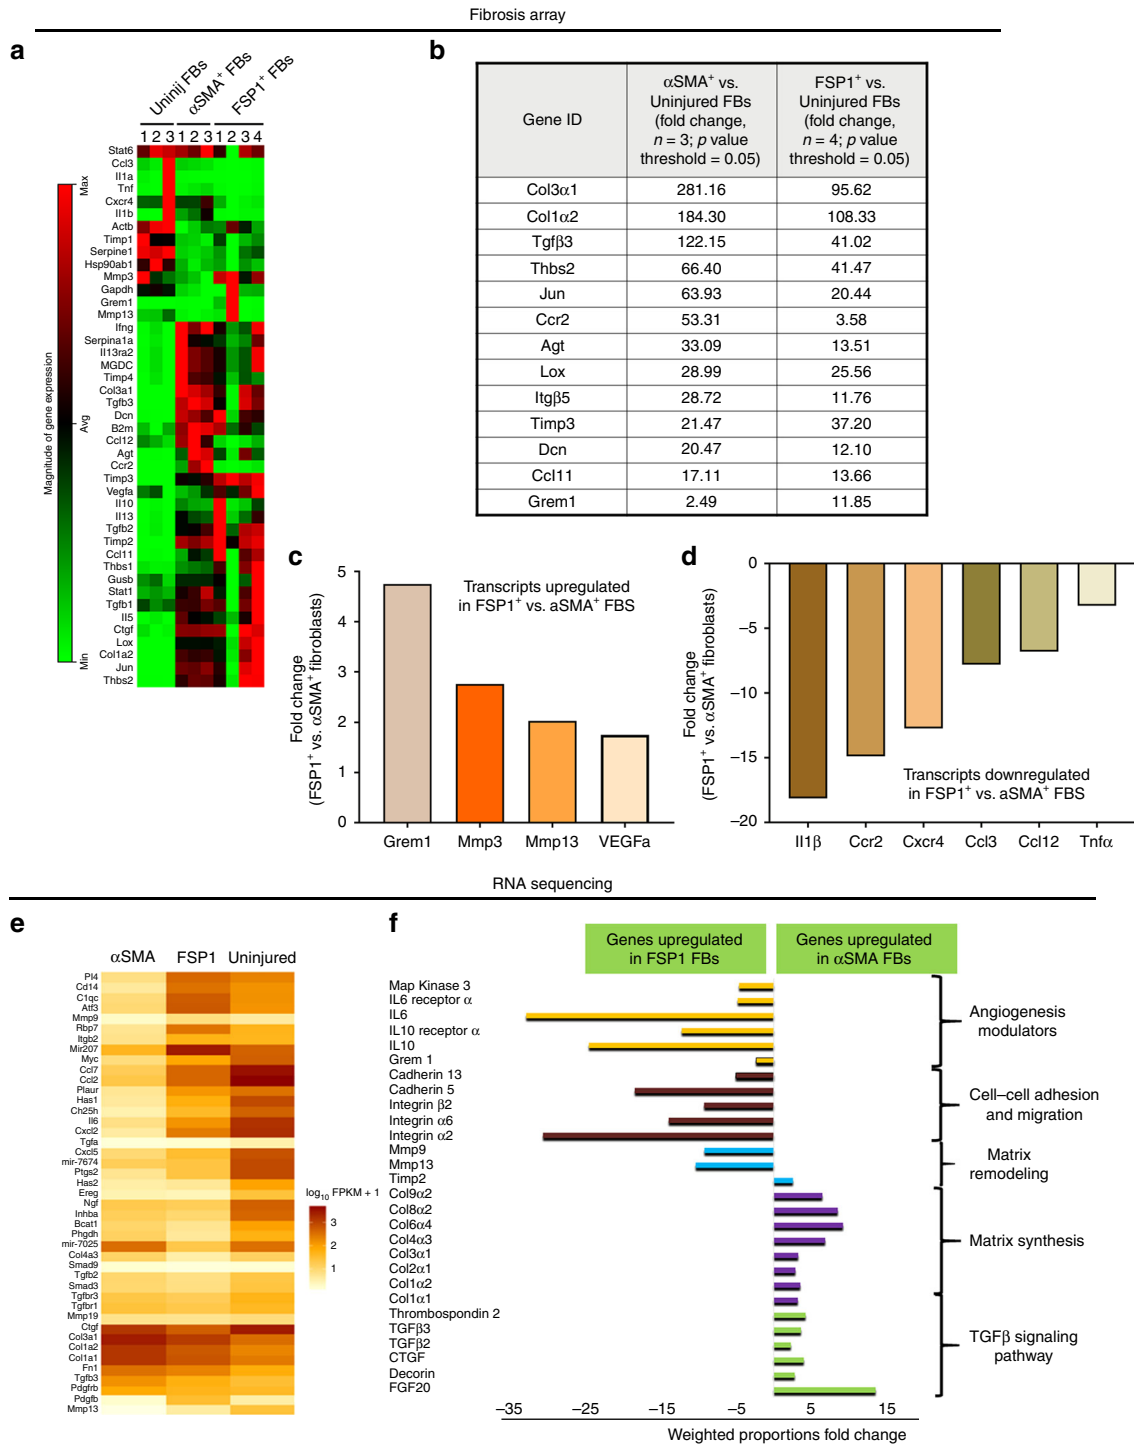 Fibrosis array
a
Uninij FBs
αSMA⁺ FBs
FSP1⁺ FBs
1 2 3 1 2 3 1 2 3 4
Max
Avg
Min
Magnitude of gene expression
Stat6
Ccl3
Il1a
Tnf
Cxcr4
Il1b
Actb
Timp1
Serpine1
Hsp90ab1
Mmp3
Gapdh
Grem1
Mmp13
Ifng
Serpina1a
Il13ra2
MGDC
Timp4
Col3a1
Tgfb3
Dcn
B2m
Ccl12
Agt
Ccr2
Timp3
Vegfa
Il10
Il13
Tgfb2
Timp2
Ccl11
Thbs1
Gusb
Stat1
Tgfb1
Il5
Ctgf
Lox
Col1a2
Jun
Thbs2
b
Gene ID
αSMA⁺ vs.
Uninjured FBs
(fold change,
n = 3; p value
threshold = 0.05)
FSP1⁺ vs.
Uninjured FBs
(fold change,
n = 4; p value
threshold = 0.05)
Col3α1 281.16 95.62
Col1α2 184.30 108.33
Tgfβ3 122.15 41.02
Thbs2 66.40 41.47
Jun 63.93 20.44
Ccr2 53.31 3.58
Agt 33.09 13.51
Lox 28.99 25.56
Itgβ5 28.72 11.76
Timp3 21.47 37.20
Dcn 20.47 12.10
Ccl11 17.11 13.66
Grem1 2.49 11.85
c
Transcripts upregulated
in FSP1⁺ vs. aSMA⁺ FBS
Fold change
(FSP1⁺ vs. αSMA⁺ fibroblasts)
5
4
3
2
1
0
Grem1 Mmp3 Mmp13 VEGFa
d
Fold change
(FSP1⁺ vs. αSMA⁺ fibroblasts)
0
−5
−10
−15
−20
Transcripts downregulated
in FSP1⁺ vs. aSMA⁺ FBS
Il1β Ccr2 Cxcr4 Ccl3 Ccl12 Tnfα
RNA sequencing
e
αSMA FSP1 Uninjured
PI4
Cd14
C1qc
Atf3
Mmp9
Rbp7
Itgb2
Mir207
Myc
Ccl7
Ccl2
Plaur
Has1
Ch25h
Il6
Cxcl2
Tgfa
Cxcl5
mir-7674
Ptgs2
Has2
Ereg
Ngf
Inhba
Bcat1
Phgdh
mir-7025
Col4a3
Smad9
Tgfb2
Smad3
Tgfbr3
Tgfbr1
Mmp19
Ctgf
Col3a1
Col1a2
Col1a1
Fn1
Tgfb3
Pdgfrb
Pdgfb
Mmp13
log₁₀ FPKM + 1
3
2
1
f
Genes upregulated
in FSP1 FBs
Genes upregulated
in αSMA FBs
Map Kinase 3
IL6 receptor α
IL6
IL10 receptor α
IL10
Grem 1
Cadherin 13
Cadherin 5
Integrin β2
Integrin α6
Integrin α2
Mmp9
Mmp13
Timp2
Col9α2
Col8α2
Col6α4
Col4α3
Col3α1
Col2α1
Col1α2
Col1α1
Thrombospondin 2
TGFβ3
TGFβ2
CTGF
Decorin
FGF20
Angiogenesis
modulators
Cell–cell adhesion
and migration
Matrix
remodeling
Matrix synthesis
TGFβ signaling
pathway
−35 −25 −15 −5 5 15
Weighted proportions fold change